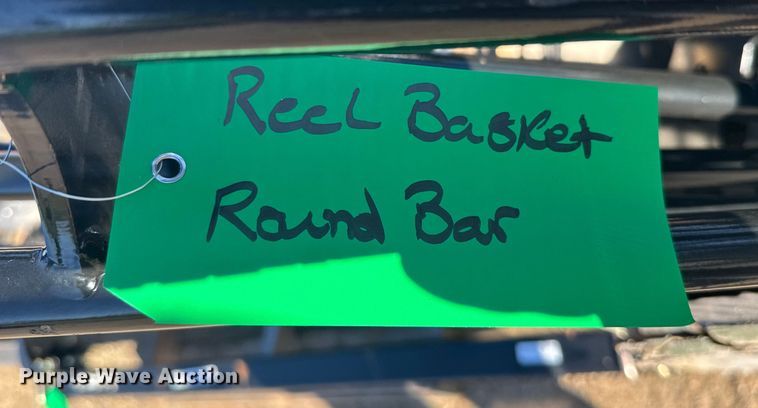 Reel Basket
Round Bar
Purple Wave Auction